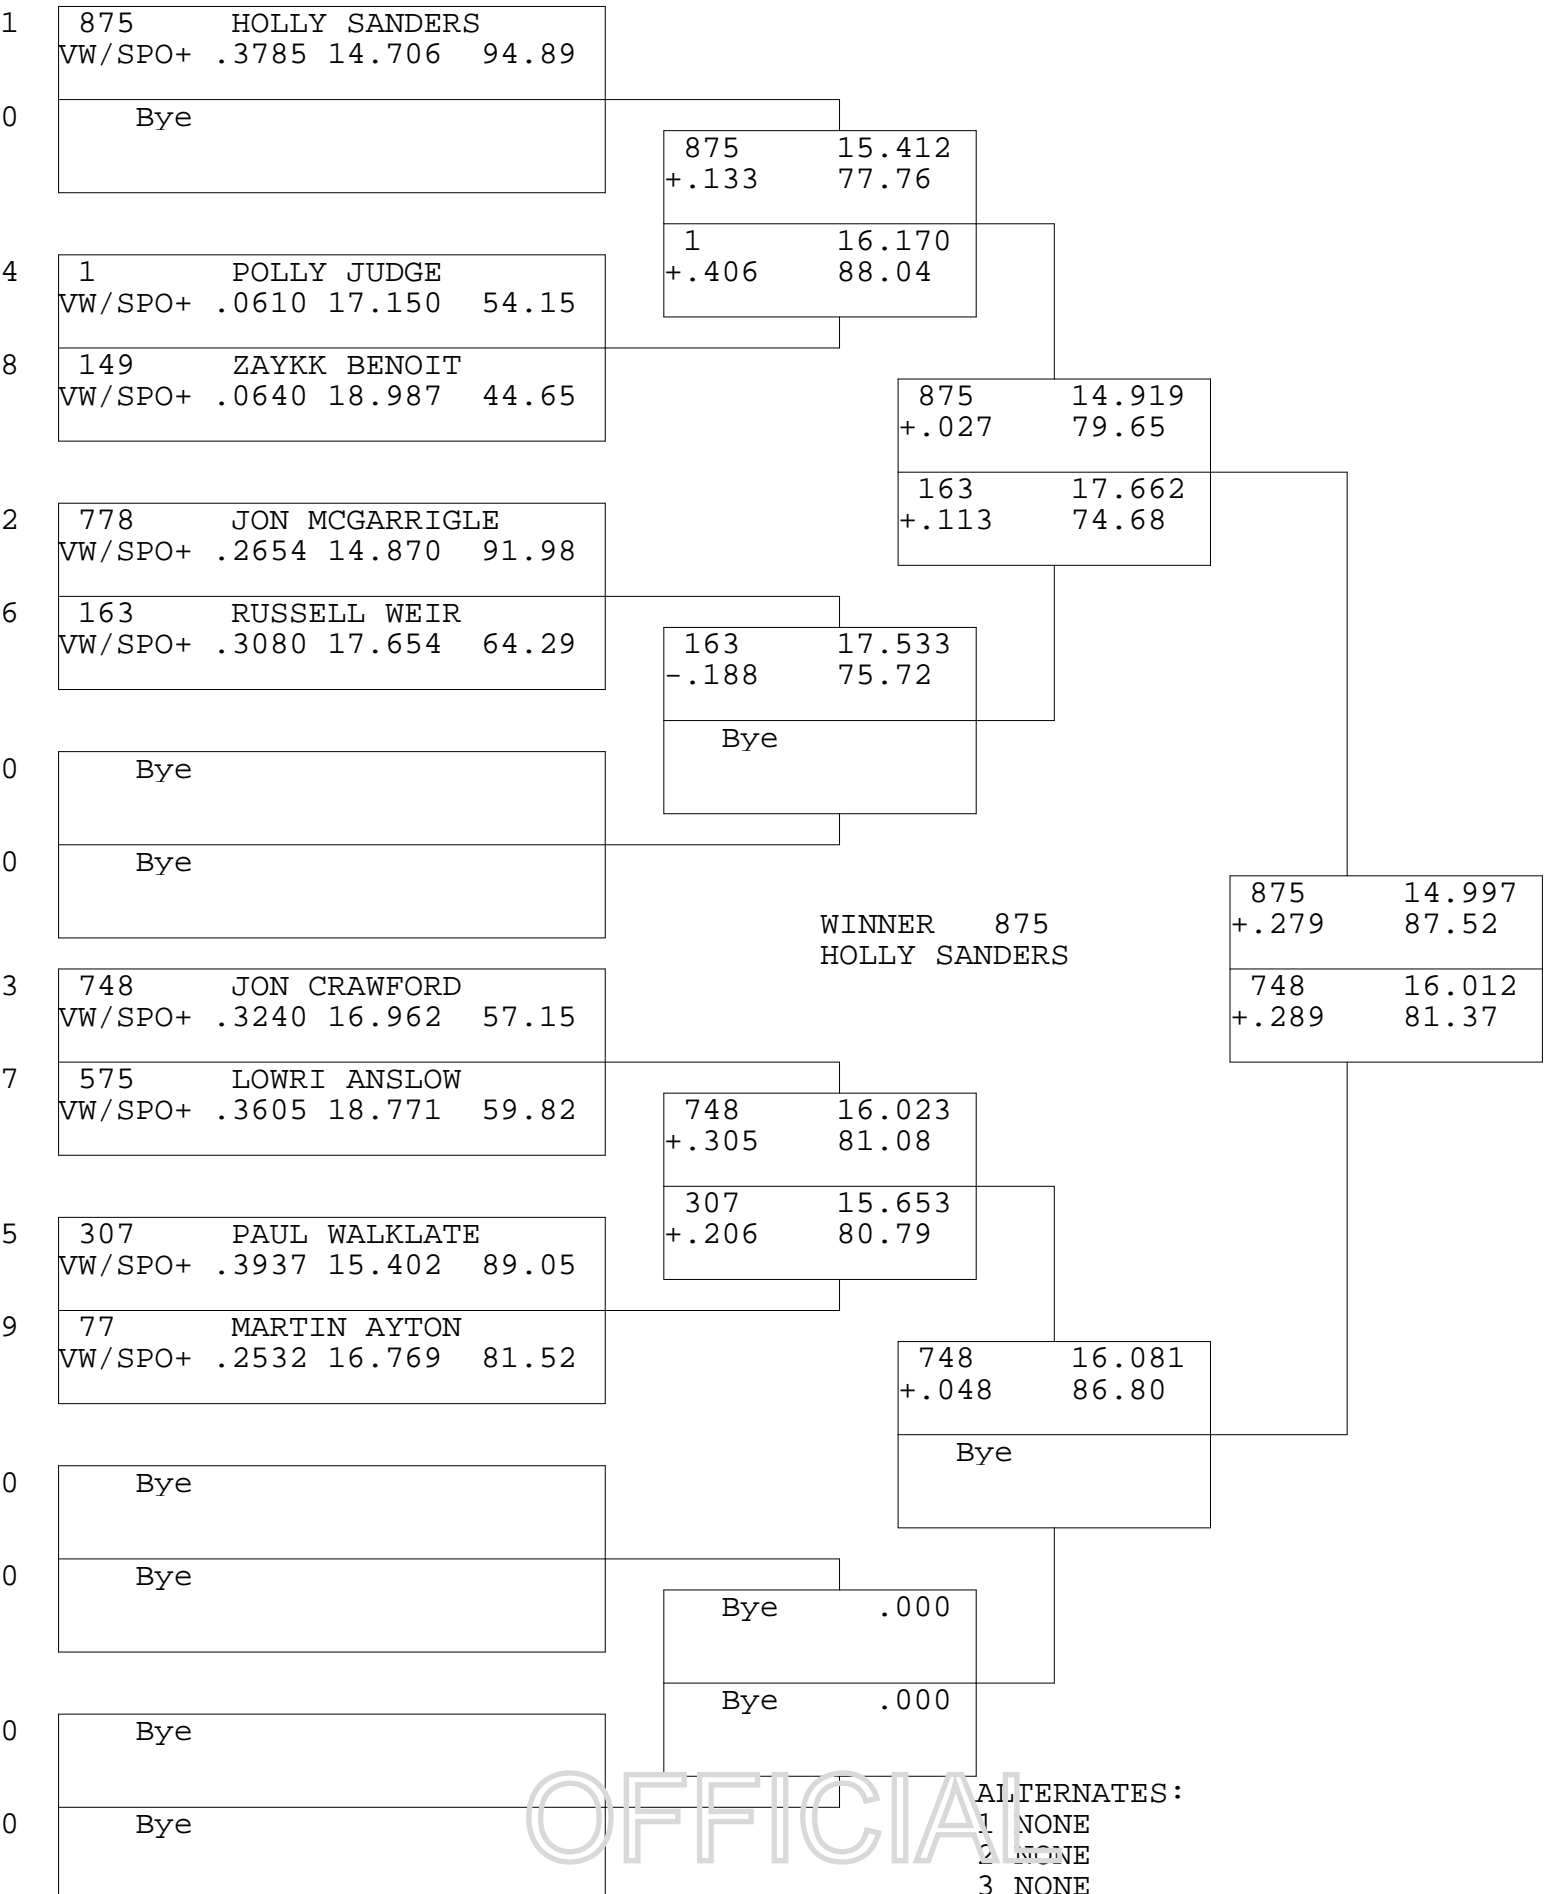 1 875 HOLLY SANDERS
VW/SPO+ .3785 14.706 94.89
0 Bye
875 15.412
+.133 77.76
1 16.170
+.406 88.04
4 1 POLLY JUDGE
VW/SPO+ .0610 17.150 54.15
8 149 ZAYKK BENOIT
VW/SPO+ .0640 18.987 44.65
875 14.919
+.027 79.65
163 17.662
+.113 74.68
2 778 JON MCGARRIGLE
VW/SPO+ .2654 14.870 91.98
6 163 RUSSELL WEIR
VW/SPO+ .3080 17.654 64.29
163 17.533
-.188 75.72
Bye
0 Bye
0 Bye
WINNER 875
HOLLY SANDERS
875 14.997
+.279 87.52
748 16.012
+.289 81.37
3 748 JON CRAWFORD
VW/SPO+ .3240 16.962 57.15
7 575 LOWRI ANSLOW
VW/SPO+ .3605 18.771 59.82
748 16.023
+.305 81.08
307 15.653
+.206 80.79
5 307 PAUL WALKLATE
VW/SPO+ .3937 15.402 89.05
9 77 MARTIN AYTON
VW/SPO+ .2532 16.769 81.52
748 16.081
+.048 86.80
Bye
0 Bye
0 Bye
Bye .000
Bye .000
0 Bye
0 Bye
OFFICIAL
ALTERNATES:
1 NONE
2 NONE
3 NONE